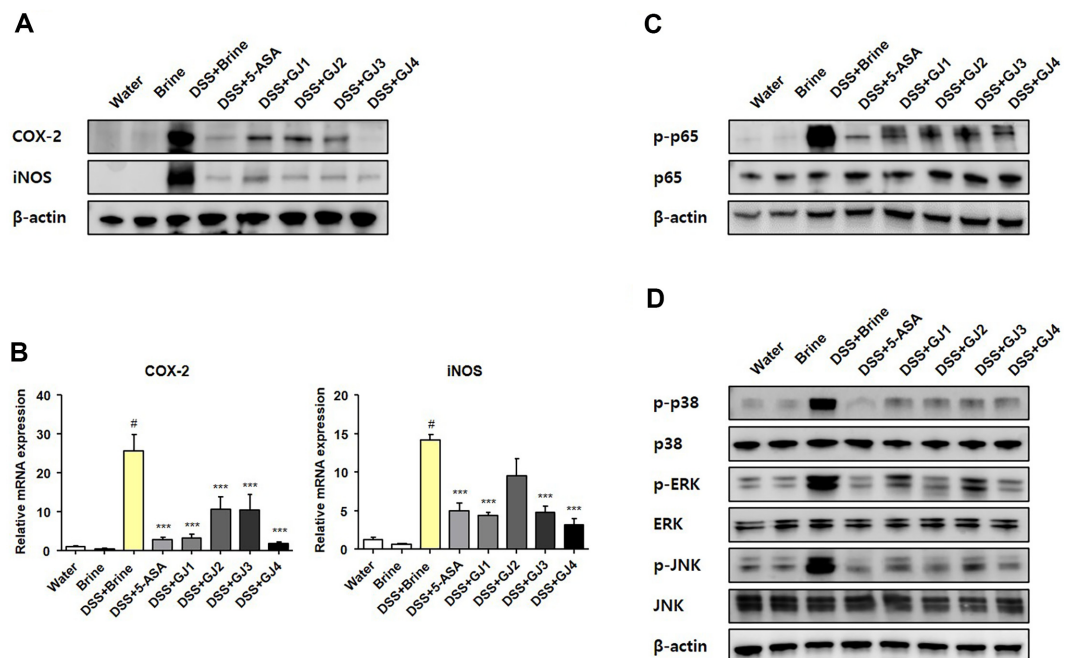 A
Water
Brine
DSS+Brine
DSS+5-ASA
DSS+GJ1
DSS+GJ2
DSS+GJ3
DSS+GJ4
COX-2
iNOS
β-actin
B
COX-2
Relative mRNA expression
40
30
20
10
0
#
***
***
***
***
***
Water
Brine
DSS+Brine
DSS+5-ASA
DSS+GJ1
DSS+GJ2
DSS+GJ3
DSS+GJ4
iNOS
Relative mRNA expression
20
15
10
5
0
#
***
***
***
***
Water
Brine
DSS+Brine
DSS+5-ASA
DSS+GJ1
DSS+GJ2
DSS+GJ3
DSS+GJ4
C
Water
Brine
DSS+Brine
DSS+5-ASA
DSS+GJ1
DSS+GJ2
DSS+GJ3
DSS+GJ4
p-p65
p65
β-actin
D
Water
Brine
DSS+Brine
DSS+5-ASA
DSS+GJ1
DSS+GJ2
DSS+GJ3
DSS+GJ4
p-p38
p38
p-ERK
ERK
p-JNK
JNK
β-actin